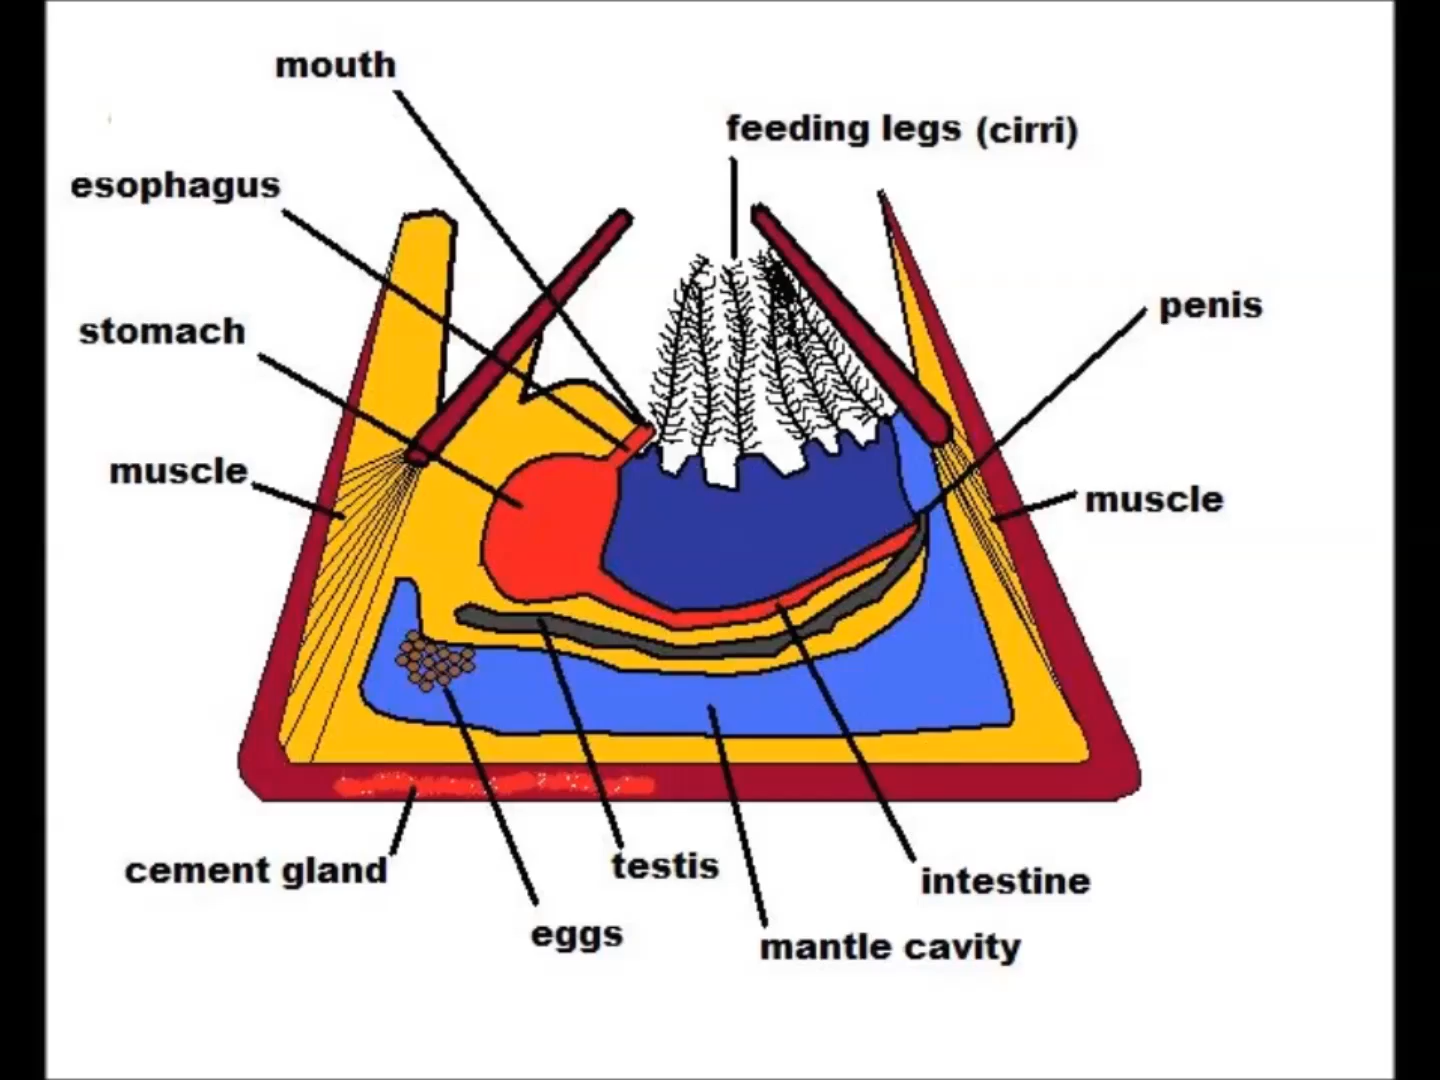 mouth
feeding legs (cirri)
esophagus
penis
stomach
muscle
muscle
cement gland
testis
intestine
eggs
mantle cavity